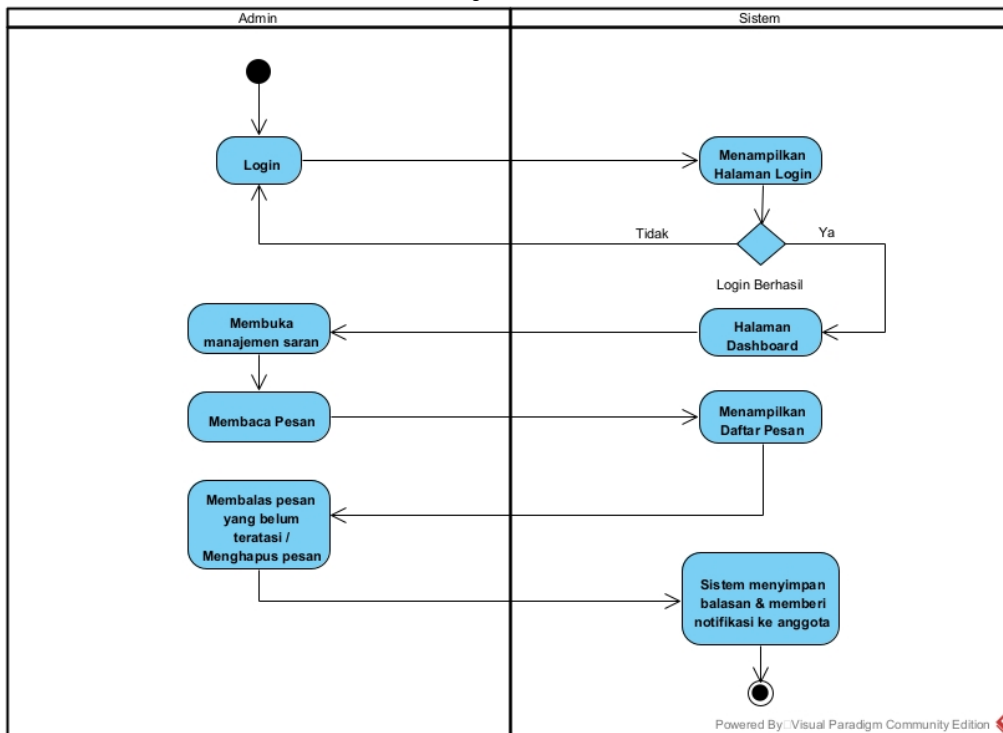 Admin
Sistem
Login
Menampilkan
Halaman Login
Tidak
Ya
Login Berhasil
Membuka
manajemen saran
Halaman
Dashboard
Membaca Pesan
Menampilkan
Daftar Pesan
Membalas pesan
yang belum
teratasi /
Menghapus pesan
Sistem menyimpan
balasan & memberi
notifikasi ke anggota
Powered By Visual Paradigm Community Edition